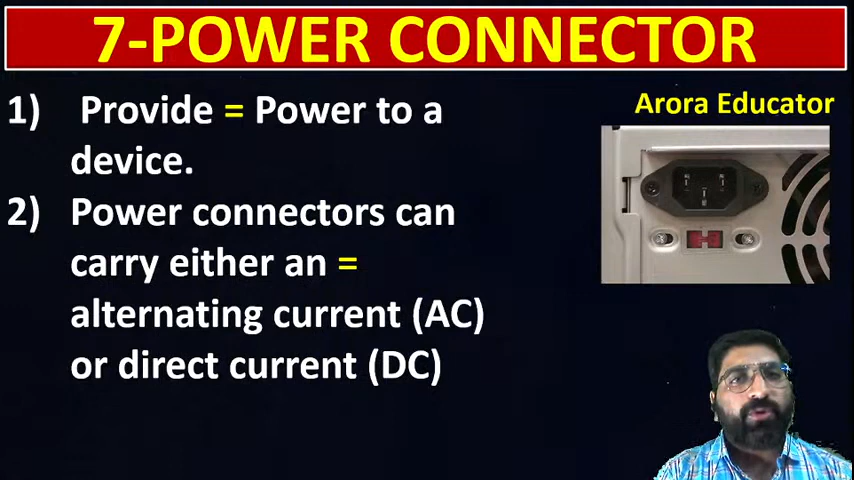 7-POWER CONNECTOR
1) Provide = Power to a
device.
2) Power connectors can
carry either an =
alternating current (AC)
or direct current (DC)
Arora Educator